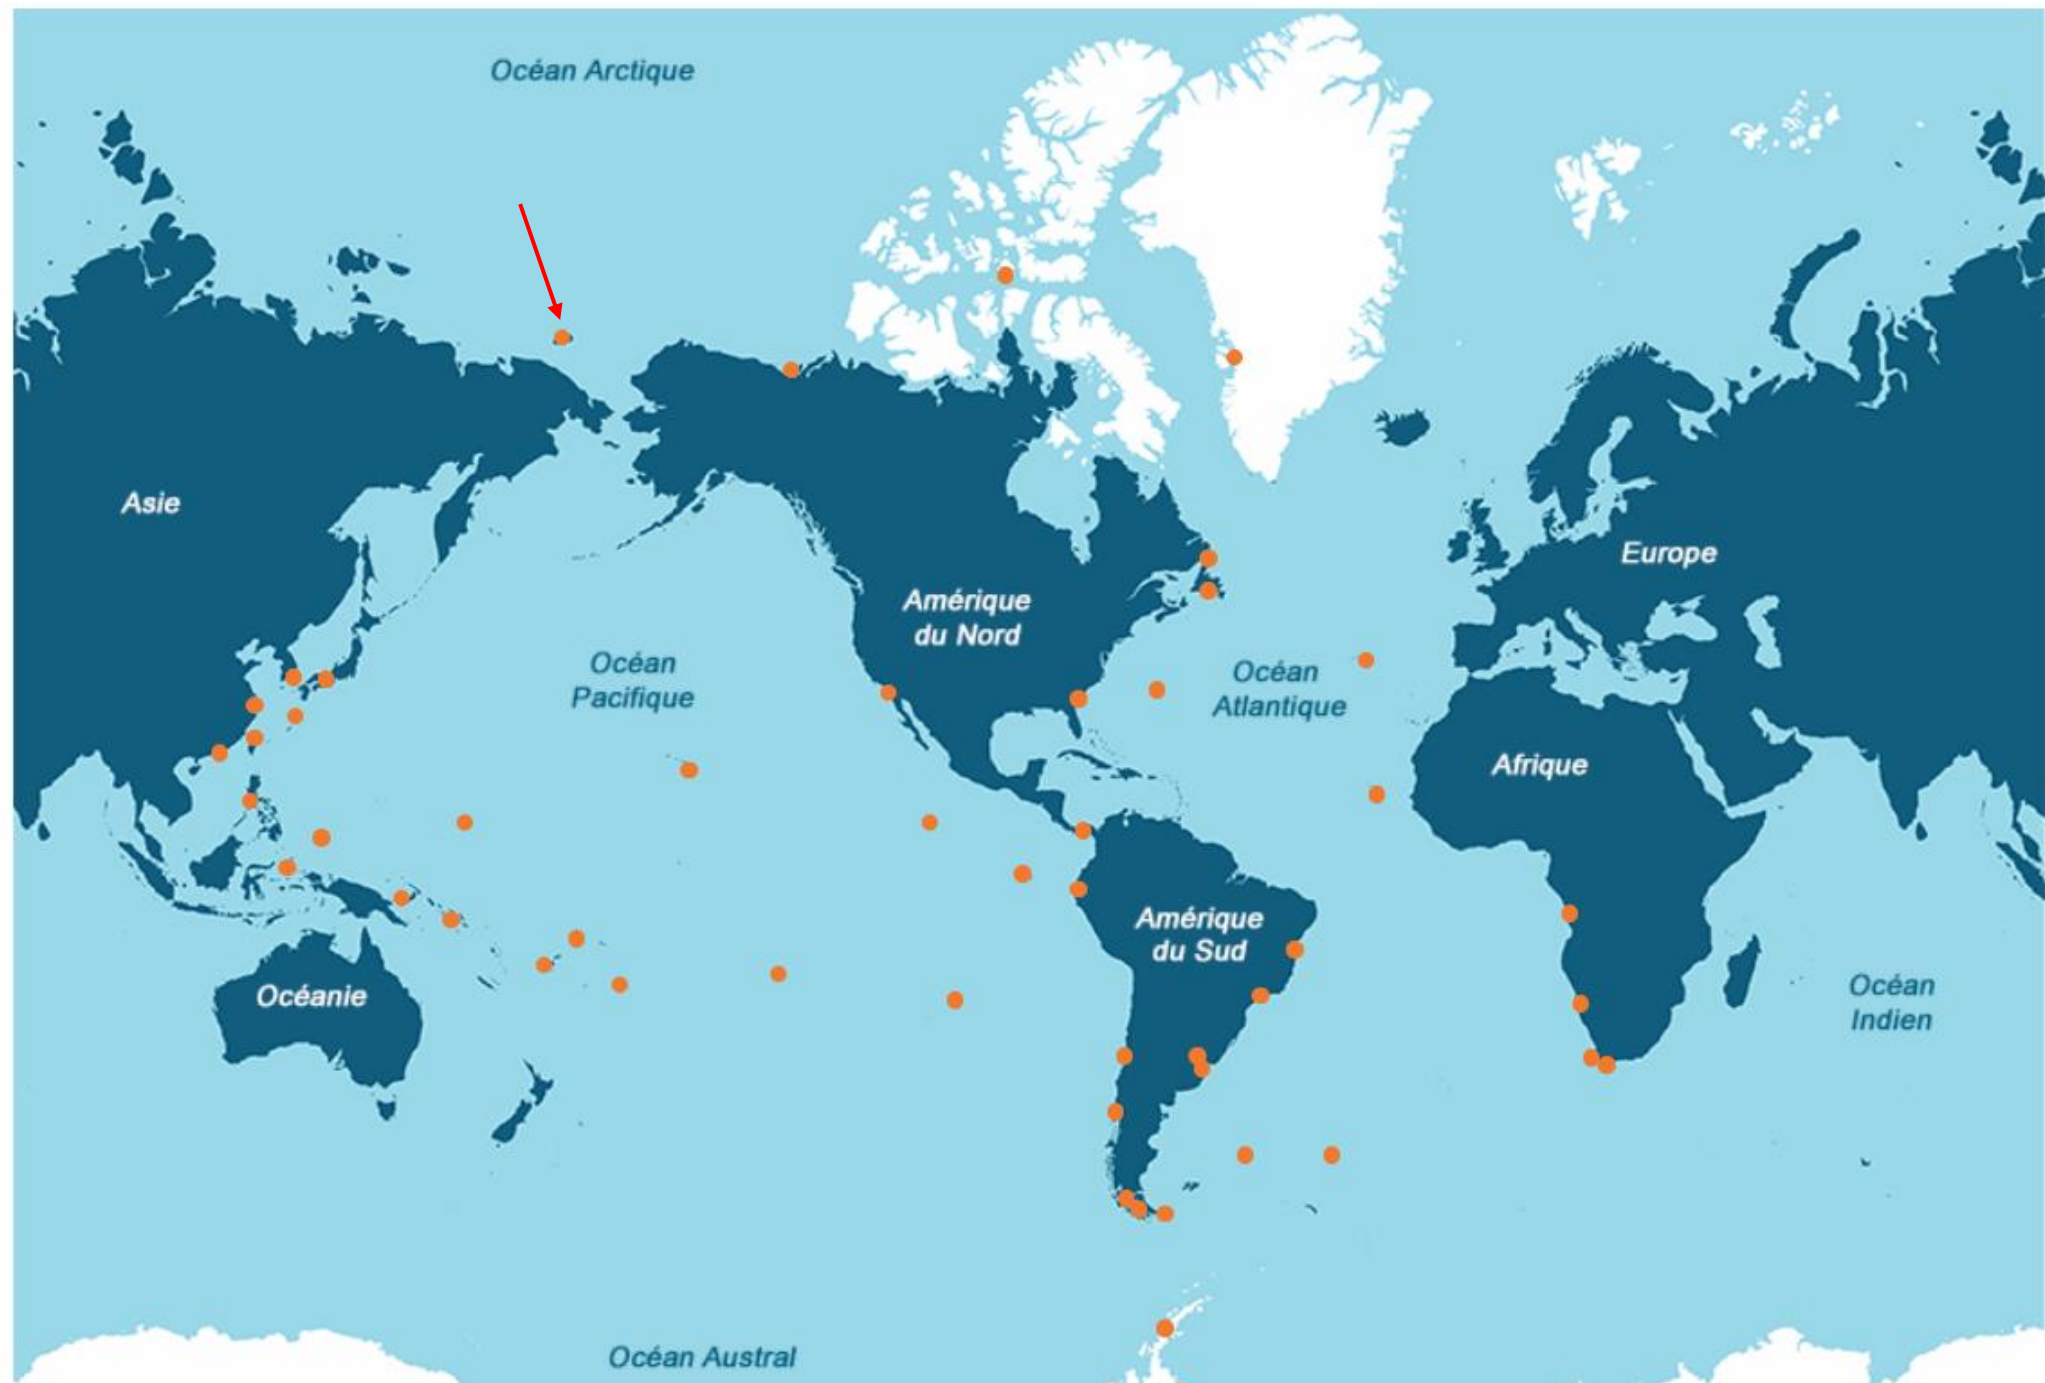 Océan Arctique
Asie
Europe
Amérique
du Nord
Océan
Pacifique
Océan
Atlantique
Afrique
Amérique
du Sud
Océanie
Océan
Indien
Océan Austral